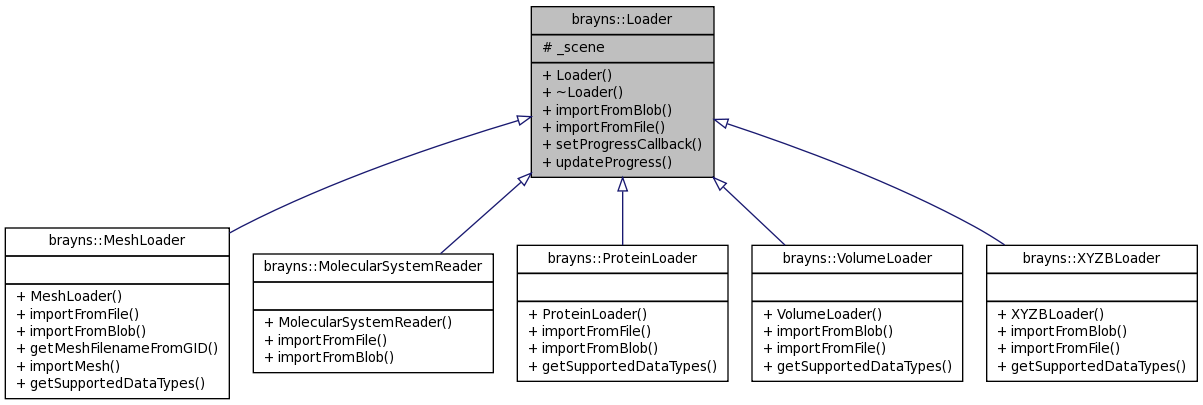 brayns::Loader
# _scene
+ Loader()
+ ~Loader()
+ importFromBlob()
+ importFromFile()
+ setProgressCallback()
+ updateProgress()
brayns::MeshLoader
+ MeshLoader()
+ importFromFile()
+ importFromBlob()
+ getMeshFilenameFromGID()
+ importMesh()
+ getSupportedDataTypes()
brayns::MolecularSystemReader
+ MolecularSystemReader()
+ importFromFile()
+ importFromBlob()
brayns::ProteinLoader
+ ProteinLoader()
+ importFromFile()
+ importFromBlob()
+ getSupportedDataTypes()
brayns::VolumeLoader
+ VolumeLoader()
+ importFromBlob()
+ importFromFile()
+ getSupportedDataTypes()
brayns::XYZBLoader
+ XYZBLoader()
+ importFromBlob()
+ importFromFile()
+ getSupportedDataTypes()